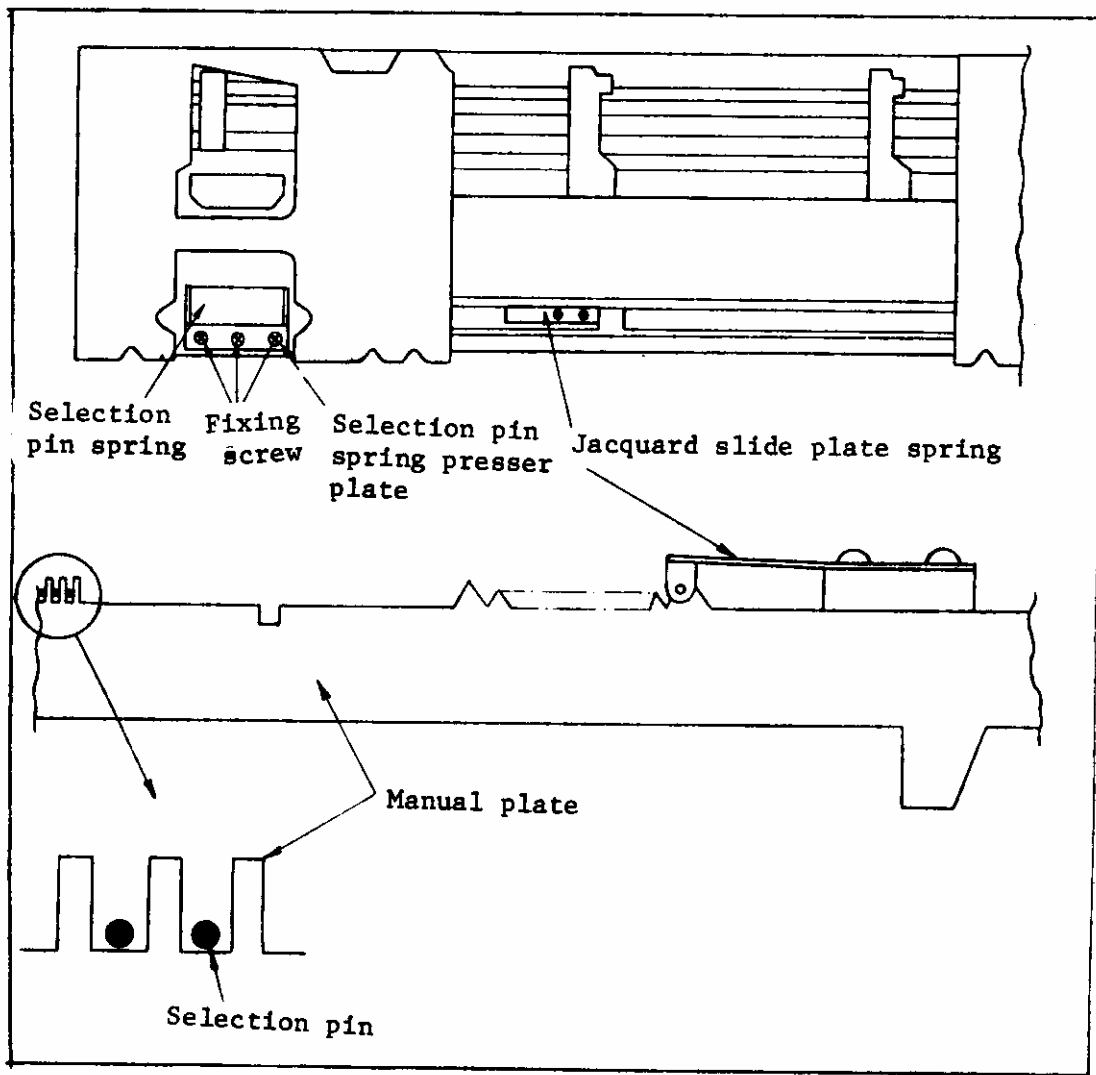 Selection
pin spring
Fixing
screw
Selection pin
spring presser
plate
Jacquard slide plate spring
Manual plate
Selection pin